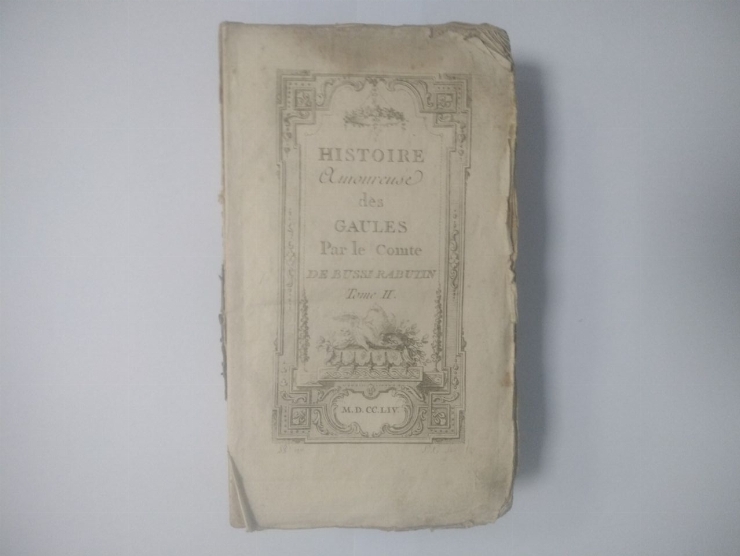 HISTOIRE
Amoureuse
des
GAULES
Par le Comte
DE BUSSI RABUTIN
Tome II.
M.D.CC.LIV.